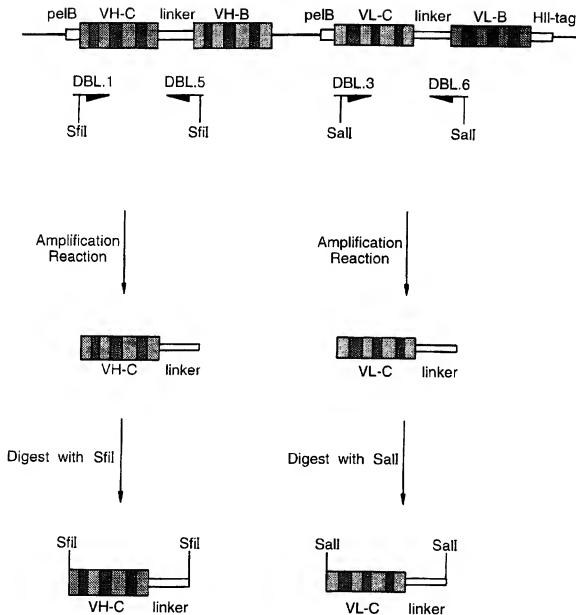 pelB VH-C linker VH-B pelB VL-C linker VL-B HII-tag
DBL.1 DBL.5 DBL.3 DBL.6
SfiI SfiI SalI SalI
Amplification Reaction
Amplification Reaction
VH-C linker VL-C linker
Digest with SfiI Digest with SalI
SfiI SfiI SalI SalI
VH-C linker VL-C linker